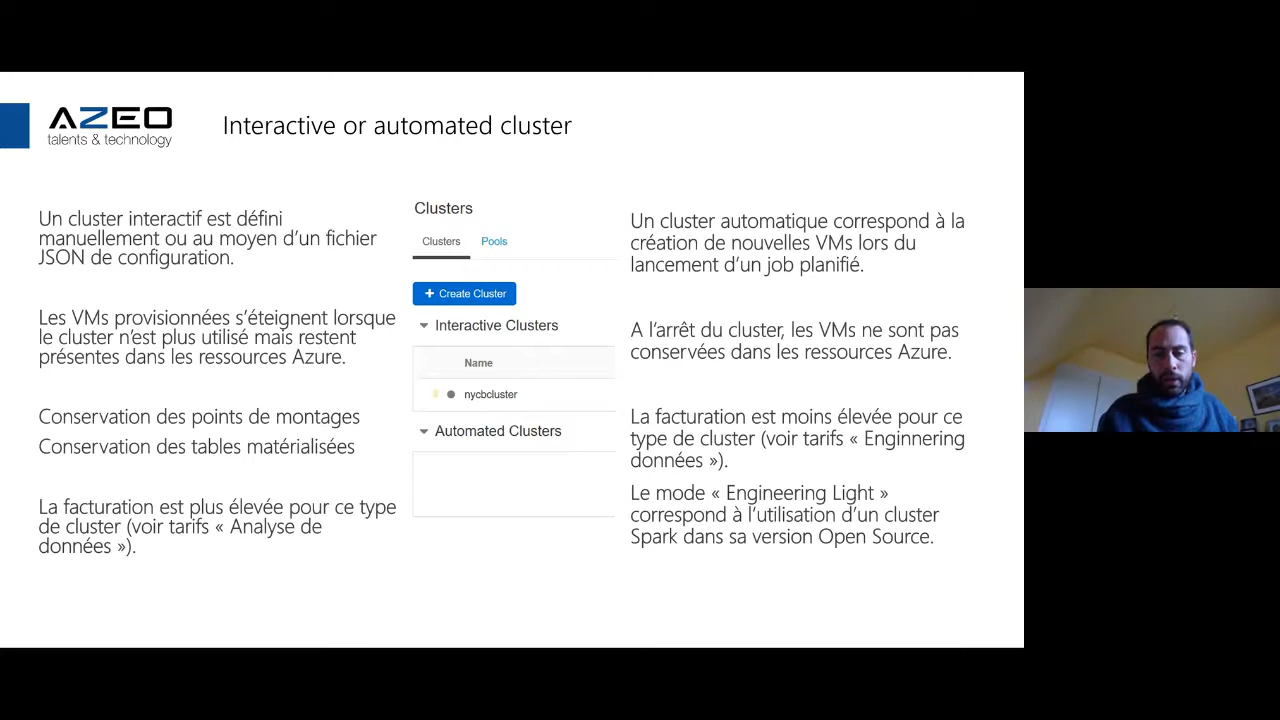 AZEO
talents & technology
Interactive or automated cluster
Un cluster interactif est défini
manuellement ou au moyen d’un fichier
JSON de configuration.
Les VMs provisionnées s’éteignent lorsque
le cluster n’est plus utilisé mais restent
présentes dans les ressources Azure.
Conservation des points de montages
Conservation des tables matérialisées
La facturation est plus élevée pour ce type
de cluster (voir tarifs « Analyse de
données »).
Clusters
Clusters Pools
+ Create Cluster
Interactive Clusters
Name
nycbcluster
Automated Clusters
Un cluster automatique correspond à la
création de nouvelles VMs lors du
lancement d’un job planifié.
A l’arrêt du cluster, les VMs ne sont pas
conservées dans les ressources Azure.
La facturation est moins élevée pour ce
type de cluster (voir tarifs « Enginnering
données »).
Le mode « Engineering Light »
correspond à l’utilisation d’un cluster
Spark dans sa version Open Source.